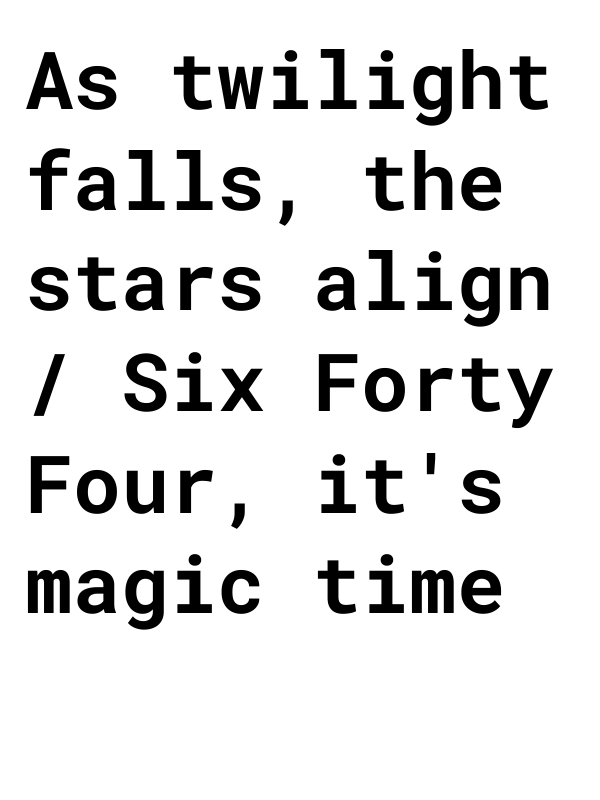 As twilight
falls, the
stars align
/ Six Forty
Four, it's
magic time